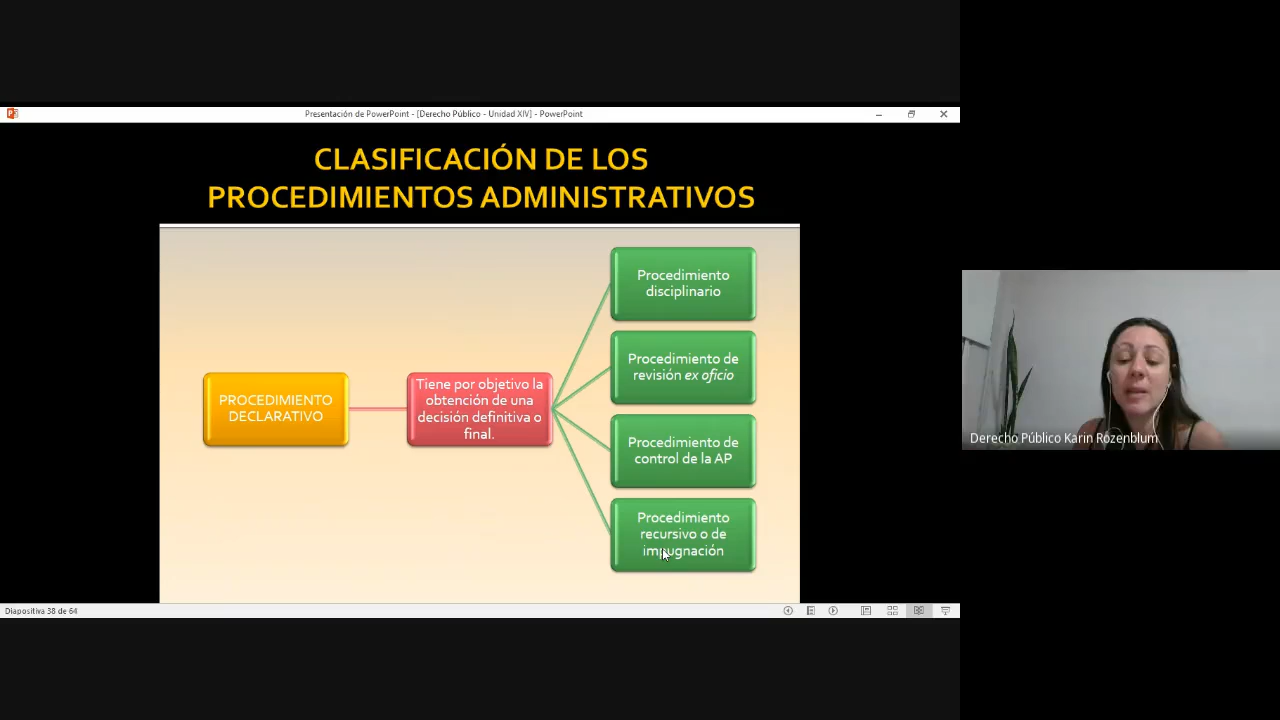 Presentación de PowerPoint - [Derecho Público - Unidad XIV] - PowerPoint
CLASIFICACIÓN DE LOS
PROCEDIMIENTOS ADMINISTRATIVOS
PROCEDIMIENTO
DECLARATIVO
Tiene por objetivo la
obtención de una
decisión definitiva o
final.
Procedimiento
disciplinario
Procedimiento de
revisión ex oficio
Procedimiento de
control de la AP
Procedimiento
recursivo o de
impugnación
Derecho Público Karin Rozenblum
Diapositiva 38 de 64